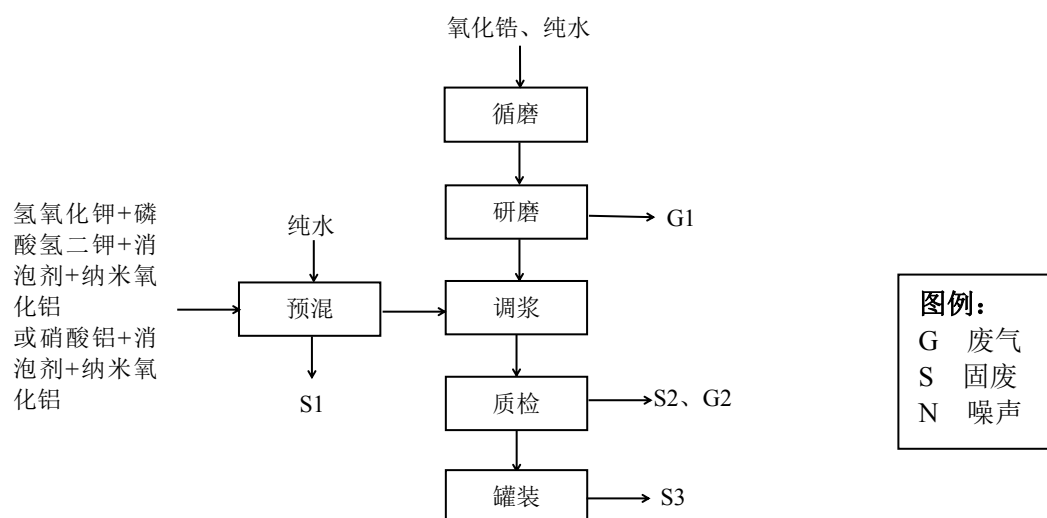 氧化锆、纯水
循磨
研磨
G1
氢氧化钾+磷
酸氢二钾+消
泡剂+纳米氧
化铝
或硝酸铝+消
泡剂+纳米氧
化铝
纯水
预混
调浆
S1
质检
S2、G2
罐装
S3
图例：
G 废气
S 固废
N 噪声